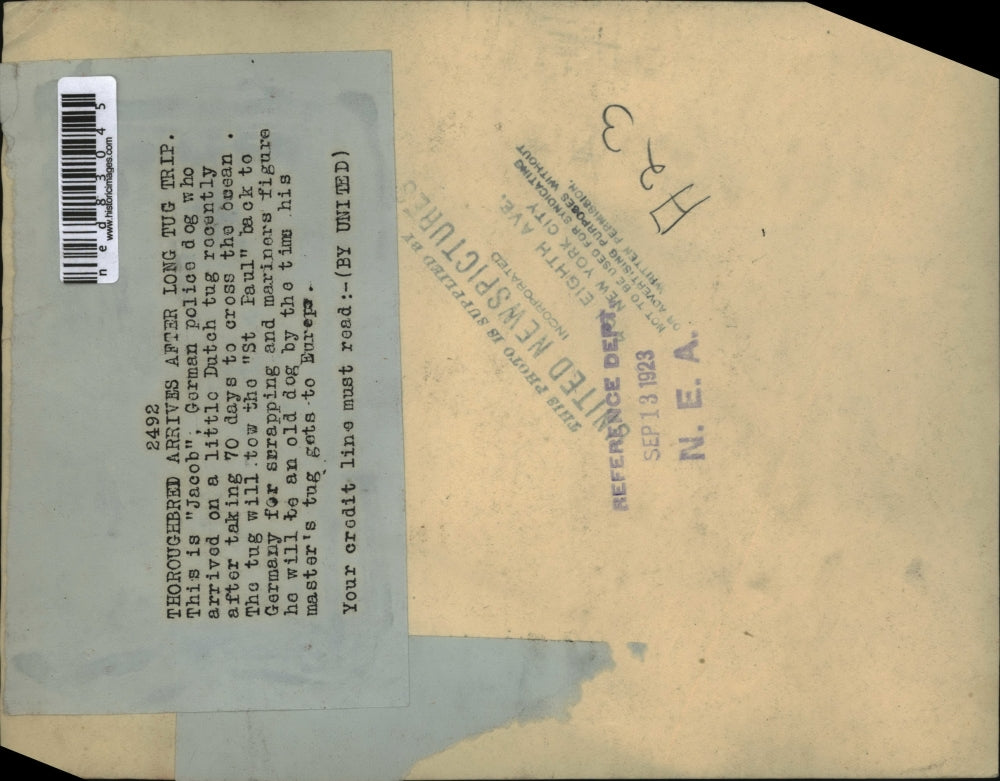 2492
THOROUGHBRED ARRIVES AFTER LONG TUG TRIP.
This is "Jacob", German police dog who
arrived on a little Dutch tug recently
after taking 70 days to cross the ocean .
The tug will tow the "St Paul" back to
Germany for scrapping and mariners figure
he will be an old dog by the time his
master's tug gets to Europe.
Your credit line must read:-(BY UNITED)
ned83045
www.historicimages.com
THIS PHOTO IS SUPPLIED BY
UNITED NEWSPICTURES
INCORPORATED
EIGHTH AVE.
NEW YORK CITY
NOT TO BE USED FOR SYNDICATING
OR ADVERTISING PURPOSES WITHOUT
WRITTEN PERMISSION.
REFERENCE DEPT.
SEP 13 1923
N. E. A.
H23